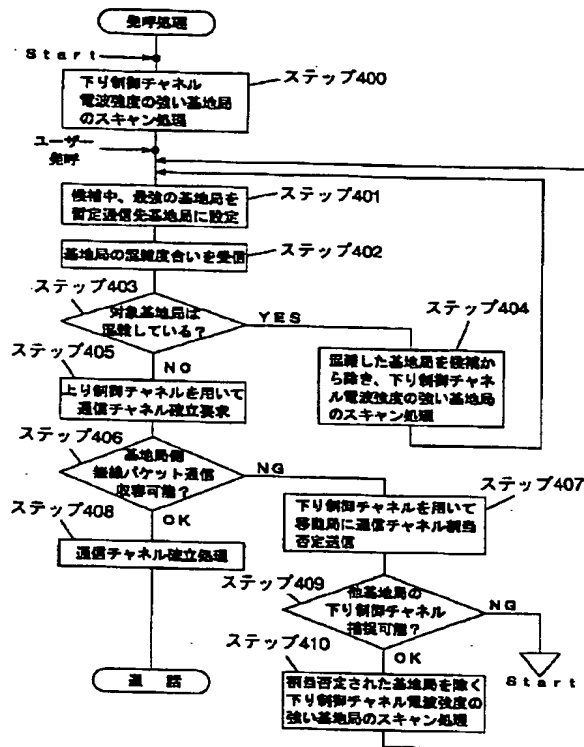 発呼処理
Start
ステップ400
下り制御チャネル
電波強度の強い基地局
のスキャン処理
ユーザー
発呼
ステップ401
候補中、最強の基地局を
暫定通信先基地局に設定
ステップ402
基地局の混雑度合いを受信
ステップ403
対象基地局は
混雑している?
YES
ステップ404
混雑した基地局を候補
から除き、下り制御チャネ
ル電波強度の強い基地局
のスキャン処理
NO
ステップ405
上り制御チャンネルを用いて
通信チャンネル確立要求
ステップ406
基地局側
無線パケット通信
収容可能?
NG
OK
ステップ407
下り制御チャネルを用いて
移動局に通信チャンネル割当
否定送信
ステップ408
通信チャンネル確立処理
ステップ409
他基地局の
下り制御チャネル
捕捉可能?
NG
Start
OK
ステップ410
割当否定された基地局を除く
下り制御チャネル電波強度の
強い基地局のスキャン処理
通話